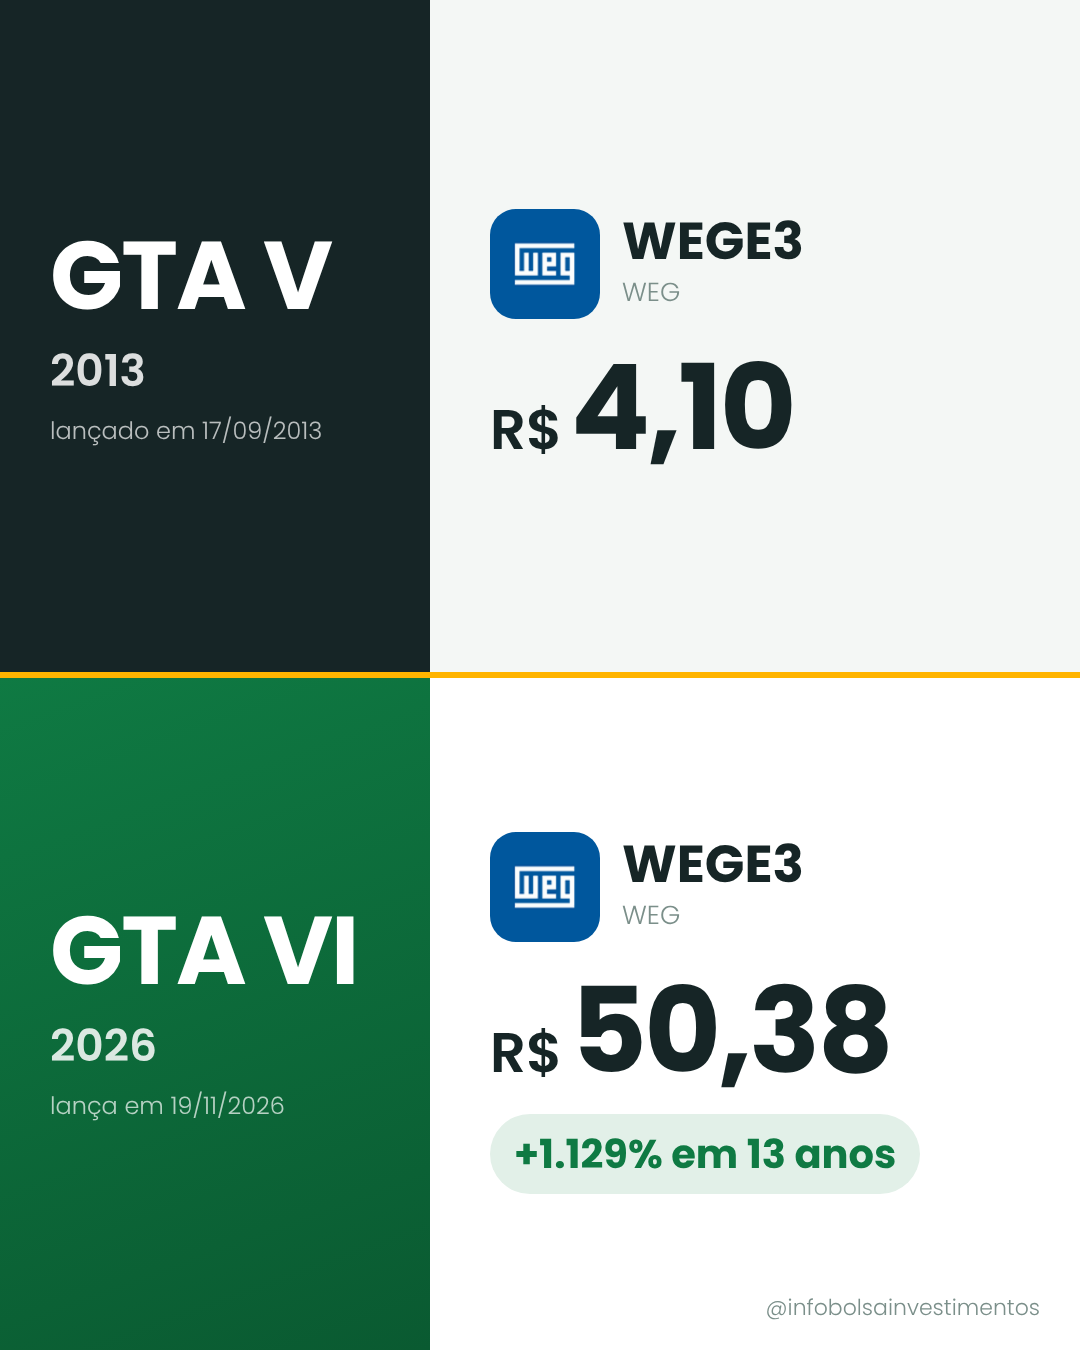 GTA V
2013
lançado em 17/09/2013
weg
WEGE3
WEG
R$ 4,10
GTA VI
2026
lança em 19/11/2026
weg
WEGE3
WEG
R$ 50,38
+1.129% em 13 anos
@infobolsainvestimentos